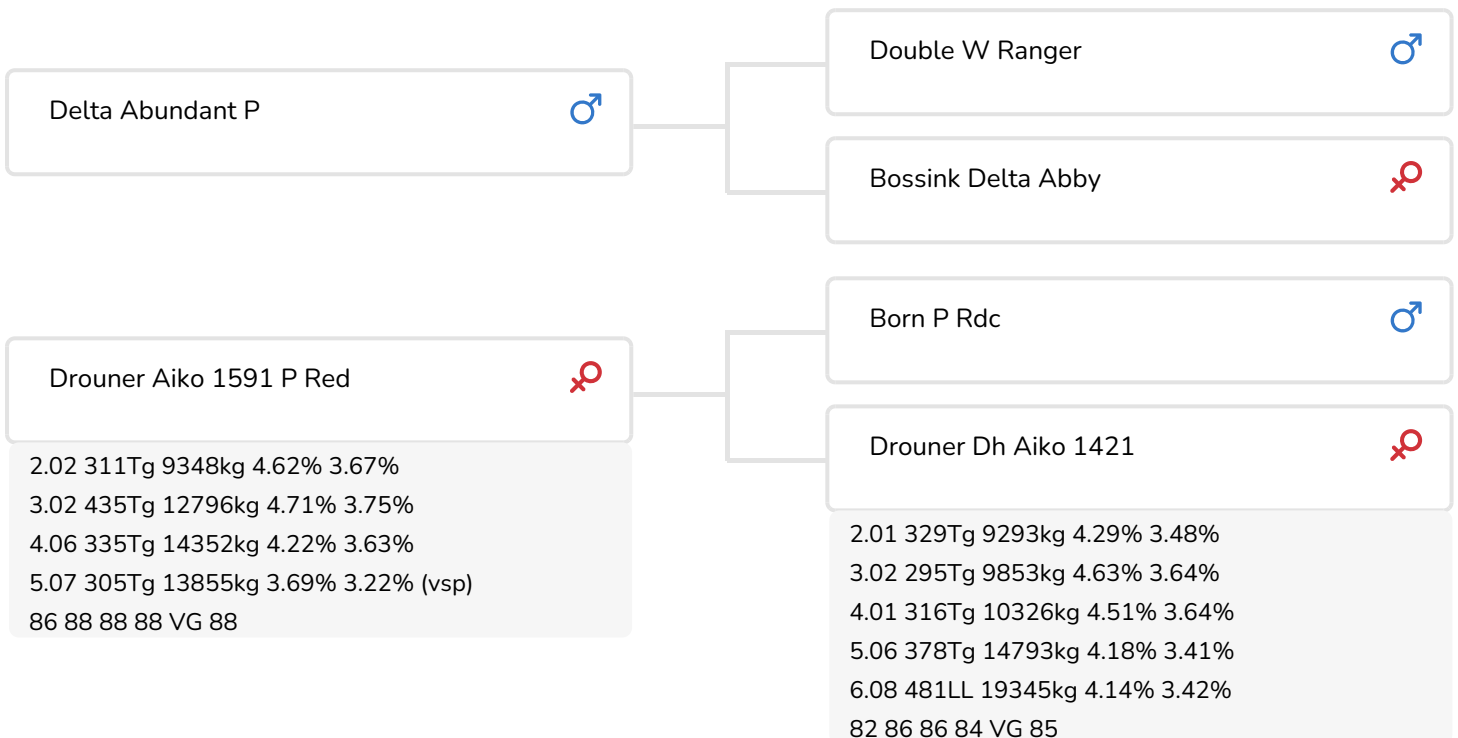 Double W Ranger
Delta Abundant P
Bossink Delta Abby
Born P Rdc
Drouner Aiko 1591 P Red
2.02 311Tg 9348kg 4.62% 3.67%
3.02 435Tg 12796kg 4.71% 3.75%
4.06 335Tg 14352kg 4.22% 3.63%
5.07 305Tg 13855kg 3.69% 3.22% (vsp)
86 88 88 88 VG 88
Drouner Dh Aiko 1421
2.01 329Tg 9293kg 4.29% 3.48%
3.02 295Tg 9853kg 4.63% 3.64%
4.01 316Tg 10326kg 4.51% 3.64%
5.06 378Tg 14793kg 4.18% 3.41%
6.08 481LL 19345kg 4.14% 3.42%
82 86 86 84 VG 85